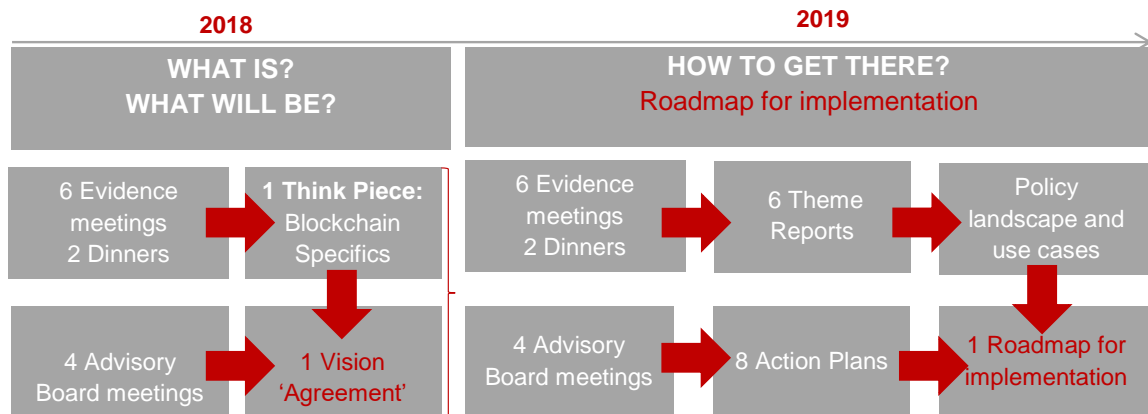 2018
2019
WHAT IS?
WHAT WILL BE?
HOW TO GET THERE?
Roadmap for implementation
6 Evidence
meetings
2 Dinners
1 Think Piece:
Blockchain
Specifics
6 Evidence
meetings
2 Dinners
6 Theme
Reports
Policy
landscape and
use cases
4 Advisory
Board meetings
1 Vision
‘Agreement’
4 Advisory
Board meetings
8 Action Plans
1 Roadmap for
implementation